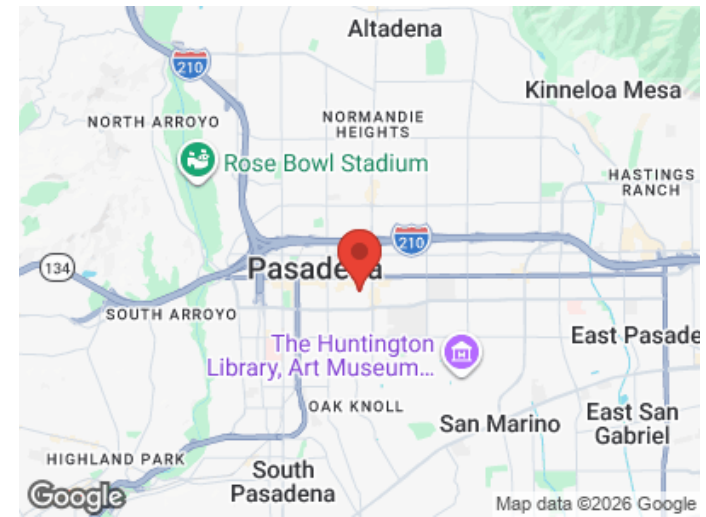 Altadena
210
Kinneloa Mesa
NORTH ARROYO
NORMANDIE
HEIGHTS
Rose Bowl Stadium
HASTINGS
RANCH
210
134
Pasadena
SOUTH ARROYO
East Pasade
The Huntington
Library, Art Museum...
OAK KNOLL
San Marino
East San
Gabriel
HIGHLAND PARK
South
Pasadena
Google
Map data ©2026 Google